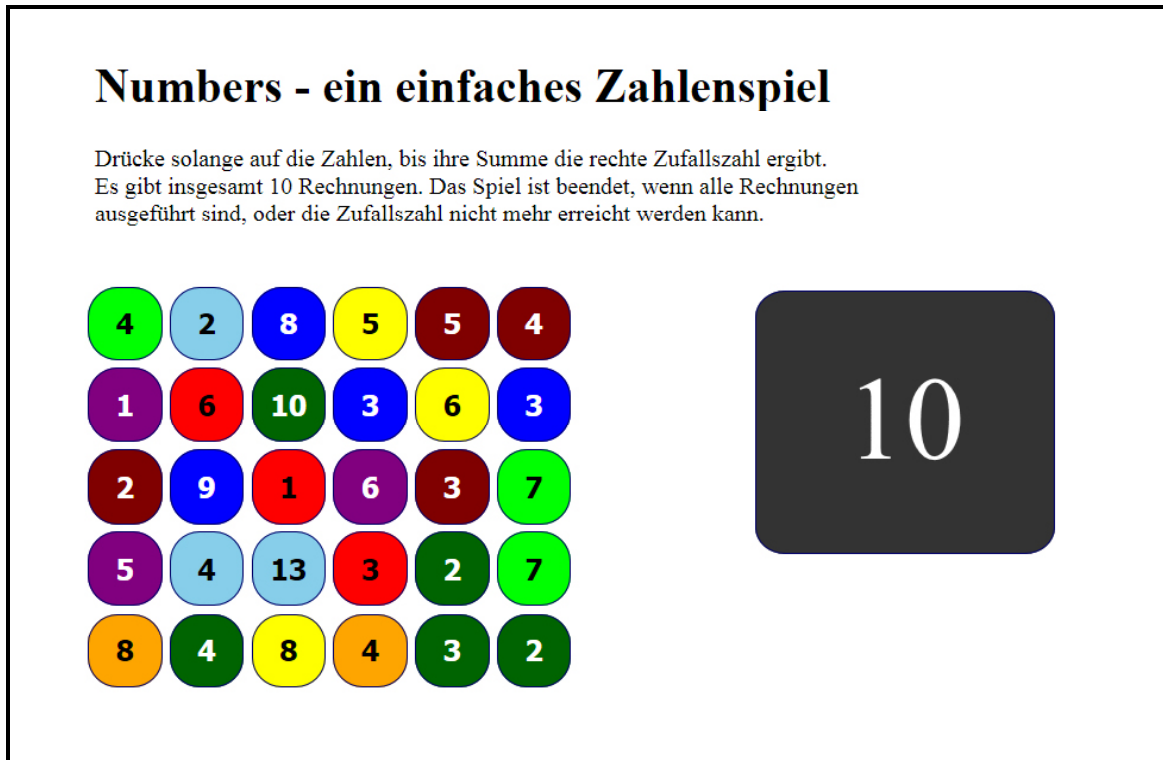 Numbers - ein einfaches Zahlenspiel
Drücke solange auf die Zahlen, bis ihre Summe die rechte Zufallszahl ergibt.
Es gibt insgesamt 10 Rechnungen. Das Spiel ist beendet, wenn alle Rechnungen
ausgeführt sind, oder die Zufallszahl nicht mehr erreicht werden kann.
4 2 8 5 5 4
1 6 10 3 6 3
2 9 1 6 3 7
5 4 13 3 2 7
8 4 8 4 3 2
10